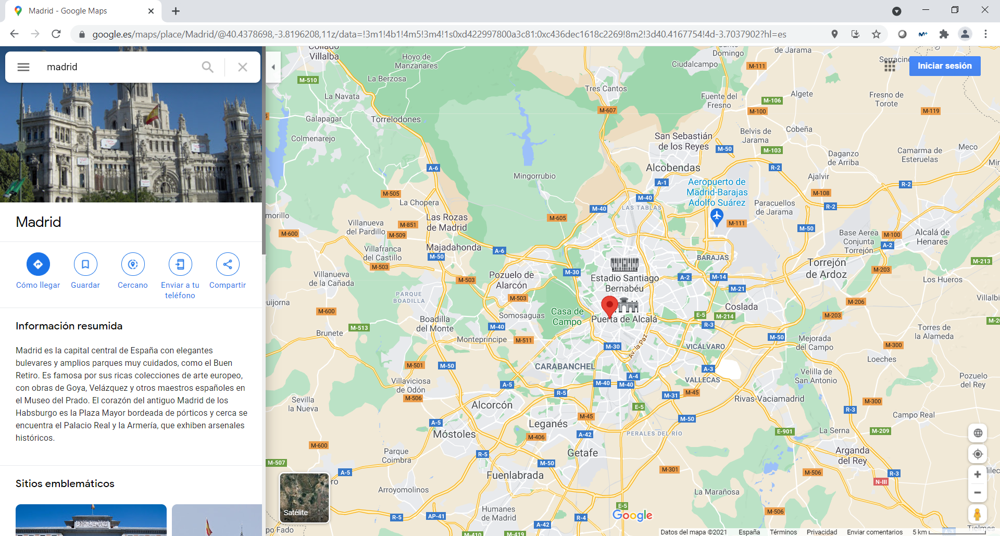 Madrid - Google Maps
google.es/maps/place/Madrid/@40.4378698,-3.8196208,11z/data=!3m1!4b1!4m5!3m4!1s0xd422997800a3c81:0xc436dec1618c2269!8m2!3d40.4167754!4d-3.7037902?hl=es
madrid
Madrid
Cómo llegar
Guardar
Cercano
Enviar a tu
teléfono
Compartir
Información resumida
Madrid es la capital central de España con elegantes
bulevares y amplios parques muy cuidados, como el Buen
Retiro. Es famosa por sus ricas colecciones de arte europeo,
con obras de Goya, Velázquez y otros maestros españoles en
el Museo del Prado. El corazón del antiguo Madrid de los
Habsburgo es la Plaza Mayor bordeada de pórticos y cerca se
encuentra el Palacio Real y la Armería, que exhiben arsenales
históricos.
Sitios emblemáticos
Iniciar sesión
Collado
Villalba
Hoyo de
Manzanares
Domingo
Ciudalcampo
de Jarama
M-111
M-510
La Berzosa
La Navata
Tres Cantos
Fuente del
Fresno
M-106
Algete
Fresno de
Torote
M-607
M-100
M-119
Galapagar
Torrelodones
Colmenarejo
Belvis de
Jarama
Cobeña
San Sebastián
de los Reyes
M-50
M-103
Daganzo
de Arriba
Camarma de
Esteruelas
Meco
A-6
Alcobendas
R-2
Mingorrubio
A-1
Aeropuerto de
Madrid-Barajas
Adolfo Suárez
Ajalvir
R-2
M-505
La Chopera
M-40
M-40
LAS TABLAS
M-108
R-2
Paracuellos
de Jarama
Las Rozas
de Madrid
M-605
Villanueva
del Pardillo
M-851
M-509
M-600
M-111
M-50
Base Aerea
Conjunta
Torrejón
M-100
A-2
Alcalá de
Henares
Villafranca
del Castillo
Majadahonda
M-50
A-6
BARAJAS
M-503
Torrejón
de Ardoz
M-213
M-203
Villanueva
de la Cañada
M-503
Pozuelo de
Alarcón
M-30
Estadio Santiago
Bernabéu
A-2
M-14
M-21
Los Hueros
PARQUE
BOADILLA
M-503
M-206
Coslada
M-600
Somosaguas
Casa de
Campo
Puerta de Alcalá
E-5
M-214
M-203
Boadilla
del Monte
M-40
R-3
Brunete
M-513
Monteprincipe
M-511
M-30
Av. la Paz
VICÁLVARO
M-50
Mejorada
del Campo
Torres de
la Alameda
M-300
Loeches
M-501
M-50
CARABANCHEL
A-3
Velilla de
San Antonio
Pozuelo
del Rey
Villaviciosa
de Odón
M-506
A-5
A-4
M-40
M-40
VALLECAS
R-5
M-31
M-45
Rivas-Vaciamadrid
M-300
Sevilla
la Nueva
Alcorcón
E-5
R-3
Campo Real
A-5
M-45
M-50
Leganés
Móstoles
M-406
A-42
PERALES DEL RÍO
E-901
La Serna
M-209
M-600
Parque
Coimbra
R-5
Getafe
Arganda
del Rey
M-507
M-50
A-5
Fuenlabrada
M-301
M-506
R-3
N-III
Arroyomolinos
La Marañosa
Satélite
Humanes
de Madrid
E-5
M-506
R-5
AP-41
R-4
A-42
M-410
M-419
Google
Datos del mapa ©2021
España
Términos
Privacidad
Enviar comentarios
5 km